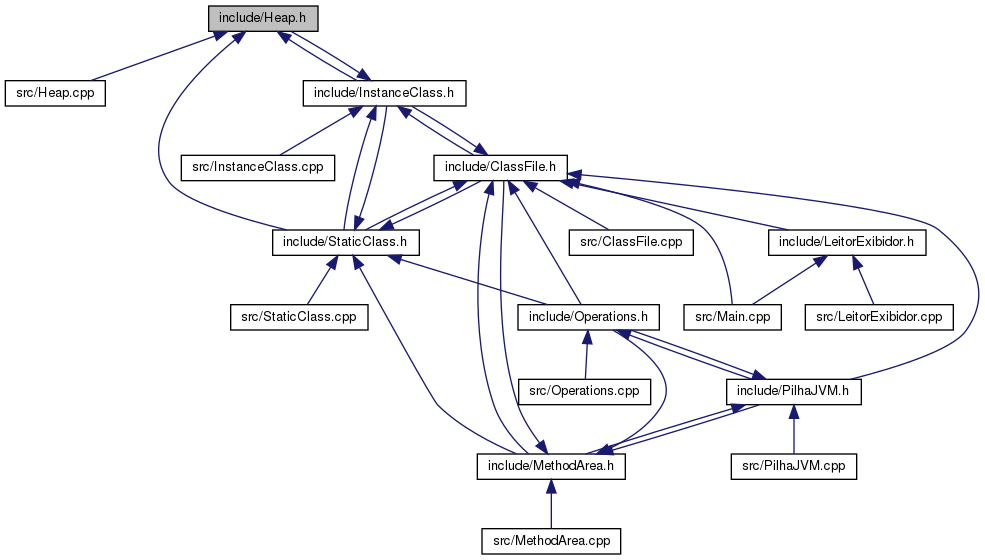 include/Heap.h
src/Heap.cpp
include/InstanceClass.h
src/InstanceClass.cpp
include/ClassFile.h
include/StaticClass.h
src/ClassFile.cpp
include/LeitorExibidor.h
src/StaticClass.cpp
include/Operations.h
src/Main.cpp
src/LeitorExibidor.cpp
src/Operations.cpp
include/PilhaJVM.h
include/MethodArea.h
src/PilhaJVM.cpp
src/MethodArea.cpp